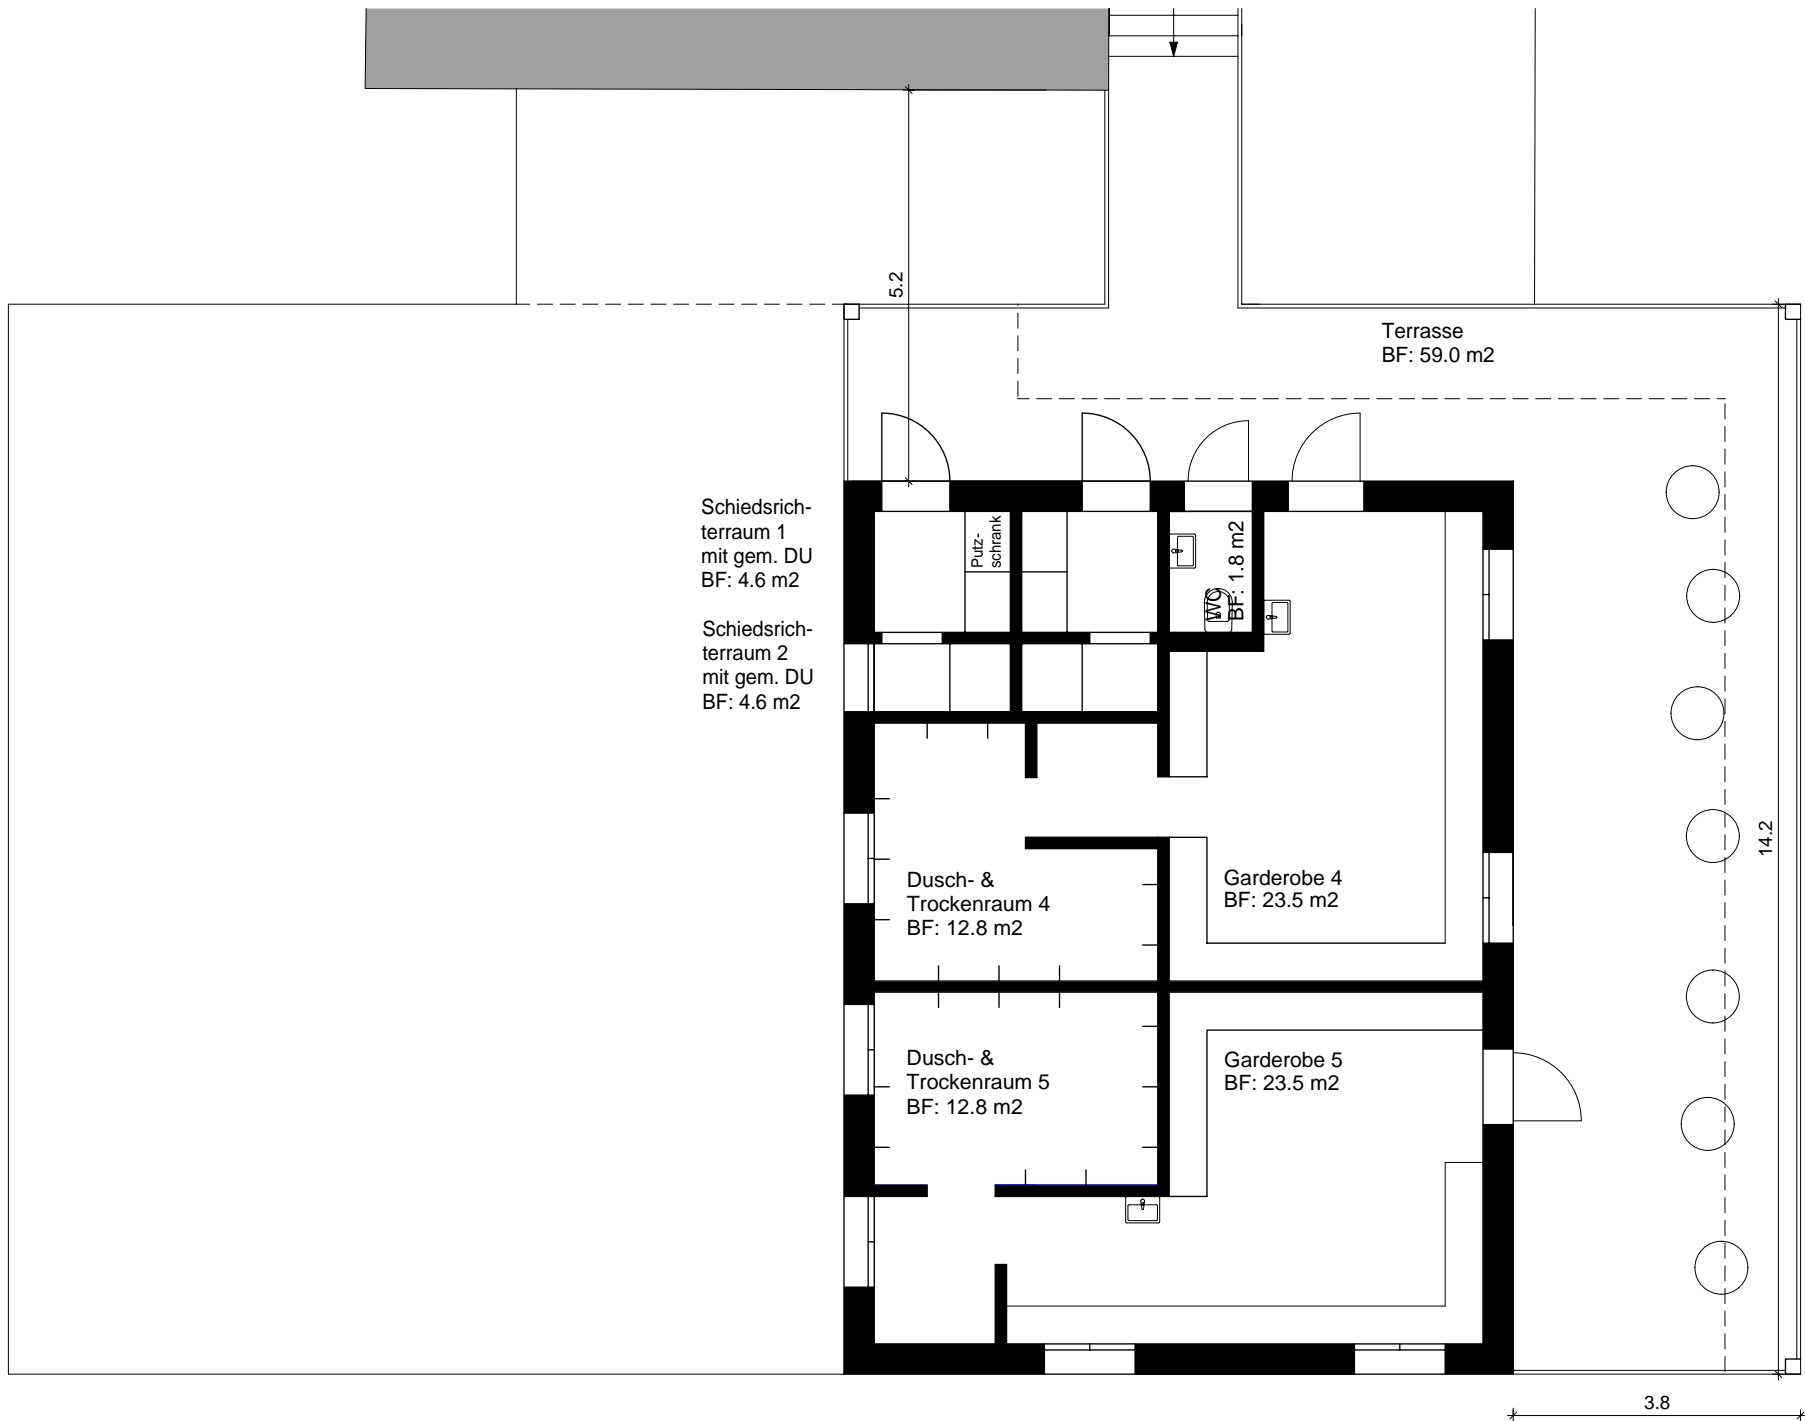 5.2
Terrasse
BF: 59.0 m2
Schiedsrich-
terraum 1
mit gem. DU
BF: 4.6 m2
Putz-
schrank
WC
BF: 1.8 m2
Schiedsrich-
terraum 2
mit gem. DU
BF: 4.6 m2
14.2
Dusch- &
Trockenraum 4
BF: 12.8 m2
Garderobe 4
BF: 23.5 m2
Dusch- &
Trockenraum 5
BF: 12.8 m2
Garderobe 5
BF: 23.5 m2
3.8